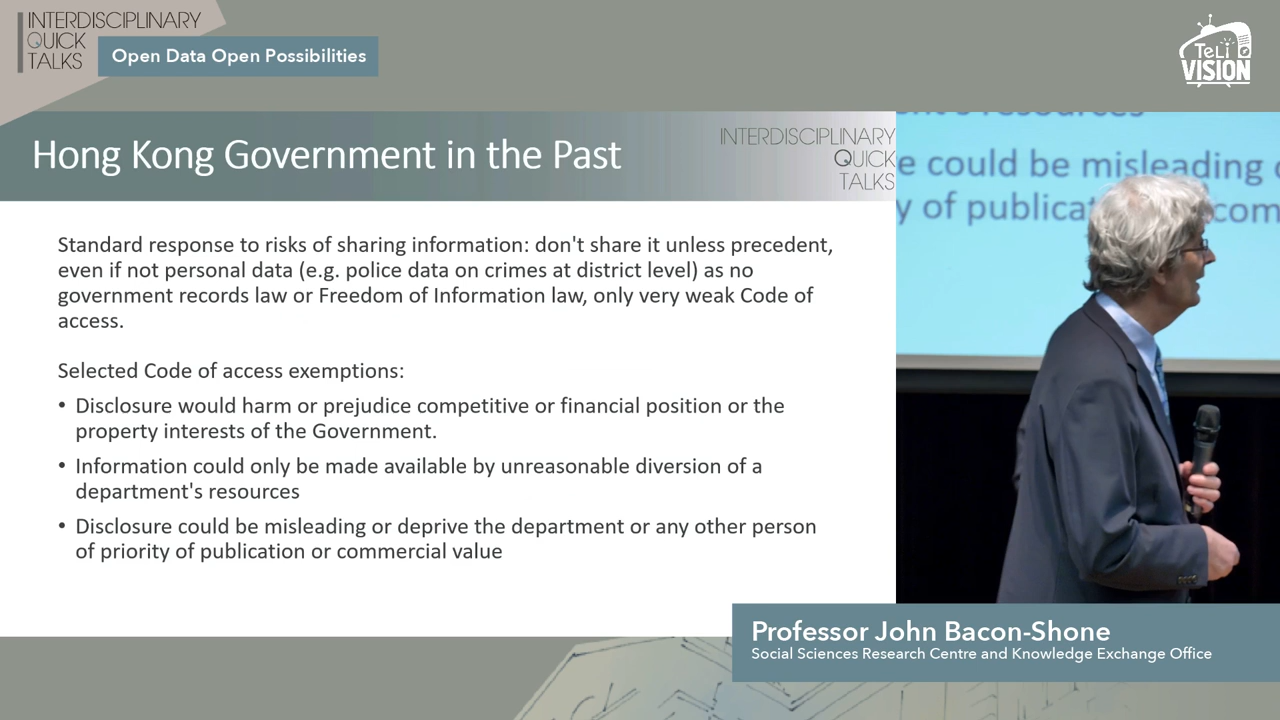 INTERDISCIPLINARY
QUICK
TALKS
Open Data Open Possibilities
TeLi
VISION
Hong Kong Government in the Past
INTERDISCIPLINARY
QUICK
TALKS
Standard response to risks of sharing information: don't share it unless precedent,
even if not personal data (e.g. police data on crimes at district level) as no
government records law or Freedom of Information law, only very weak Code of
access.
Selected Code of access exemptions:
• Disclosure would harm or prejudice competitive or financial position or the
property interests of the Government.
• Information could only be made available by unreasonable diversion of a
department's resources
• Disclosure could be misleading or deprive the department or any other person
of priority of publication or commercial value
could be misleading
y of publicat com
Professor John Bacon-Shone
Social Sciences Research Centre and Knowledge Exchange Office